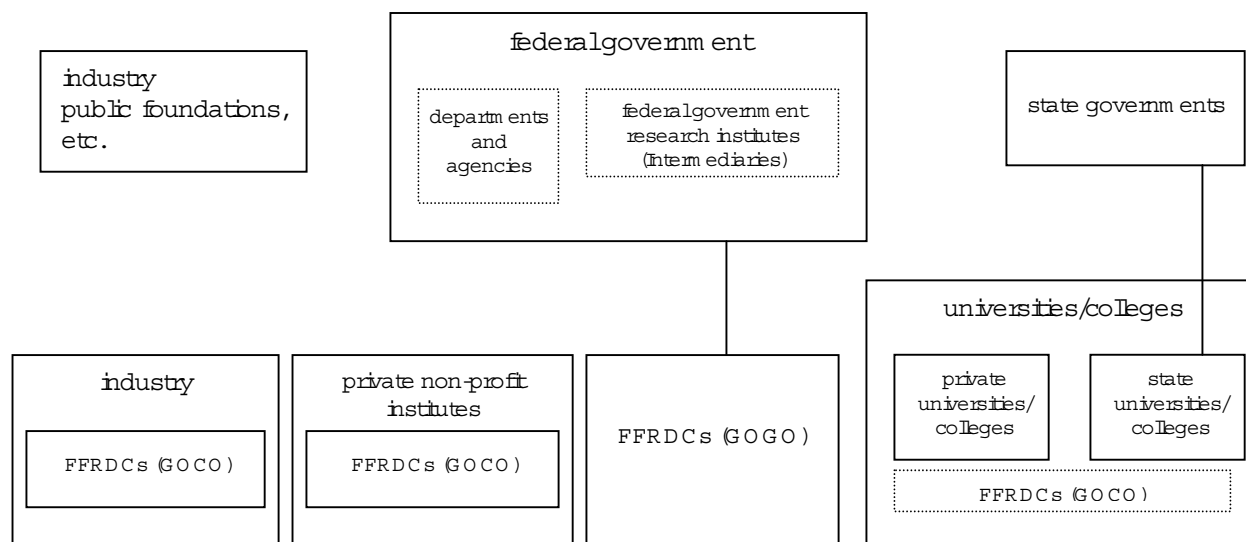 federal government
industry
public foundations,
etc.
departments
and
agencies
federal government
research institutes
(Intermediaries)
state governments
universities/colleges
industry
private non-profit
institutes
FFRDCs (GOGO)
private
universities/
colleges
state
universities/
colleges
FFRDCs (GOCO)
FFRDCs (GOCO)
FFRDCs (GOCO)